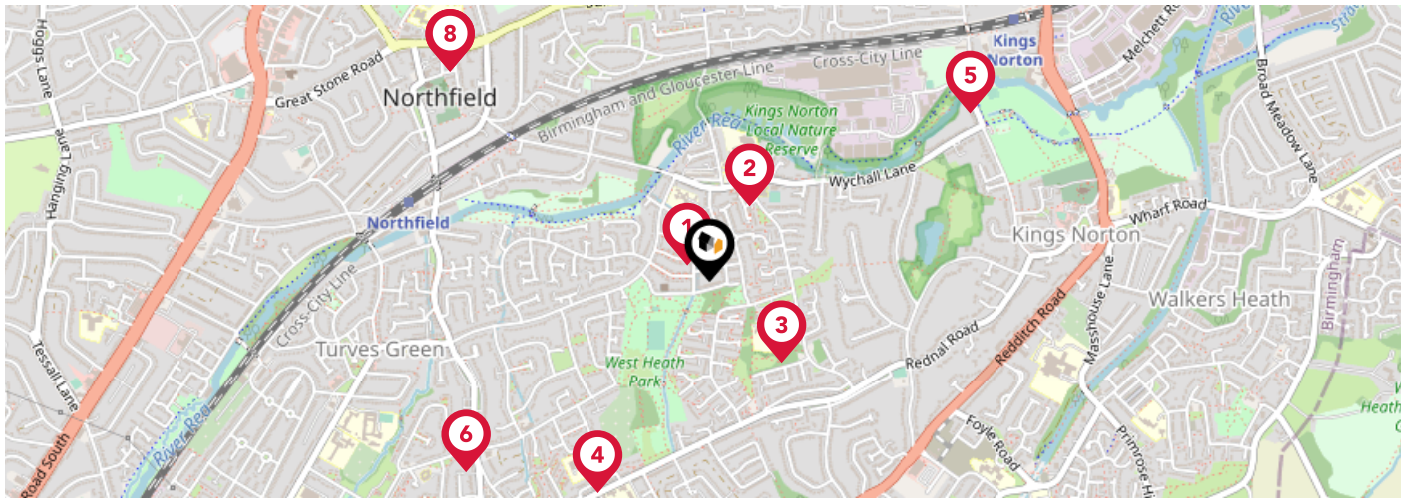 Hoggs Lane
8
Great Stone Road
Northfield
Cross-City Line
Kings
Norton
Melchett
5
Birmingham and Gloucester Line
Kings Norton
Local Nature
Reserve
River Rea
Broad Meadow Lane
Hanging Lane
2
Wychall Lane
Northfield
1
Wharf Road
Kings Norton
Cross-City Line
Birmingham
Walkers Heath
Masshouse Lane
3
Redditch Road
Rednal Road
Turves Green
West Heath
Park
Tessall Lane
River Rea
6
4
Foyle Road
Primrose
Road South
Heath